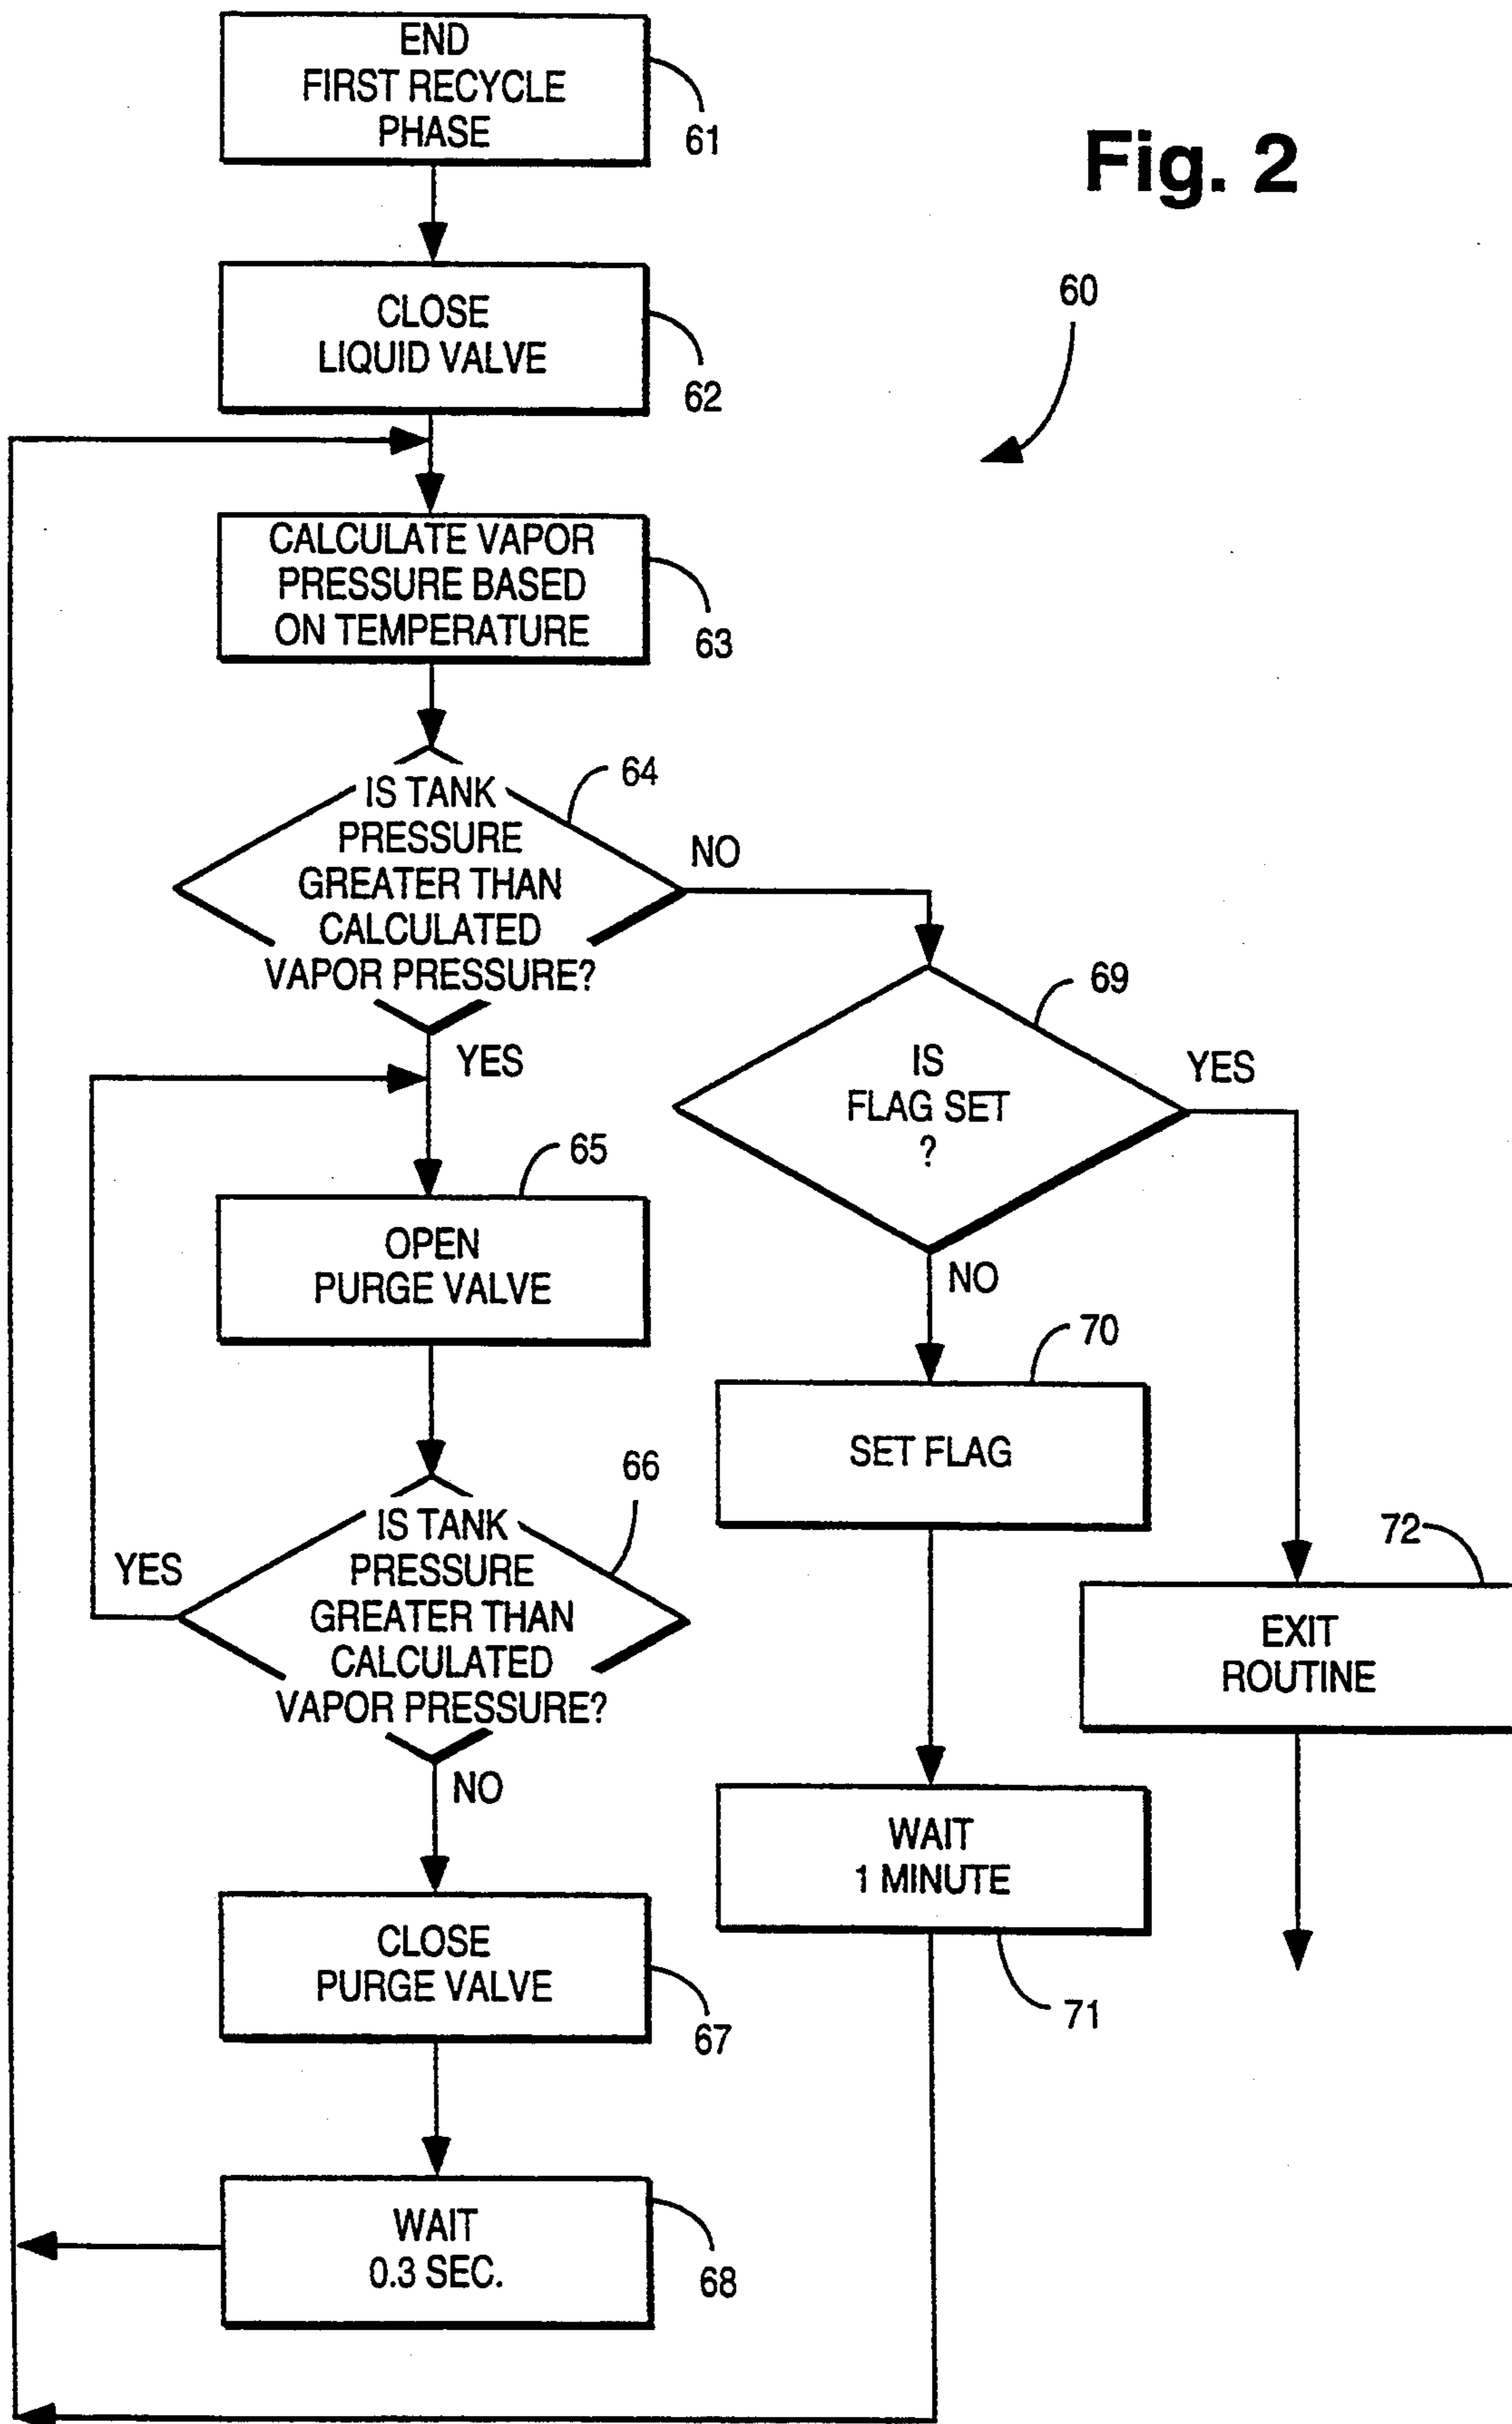 END
FIRST RECYCLE
PHASE
61
Fig. 2
CLOSE
LIQUID VALVE
62
60
CALCULATE VAPOR
PRESSURE BASED
ON TEMPERATURE
63
IS TANK
PRESSURE
GREATER THAN
CALCULATED
VAPOR PRESSURE?
64
NO
YES
IS
FLAG SET
?
69
YES
NO
65
OPEN
PURGE VALVE
70
SET FLAG
66
IS TANK
PRESSURE
GREATER THAN
CALCULATED
VAPOR PRESSURE?
YES
NO
72
EXIT
ROUTINE
WAIT
1 MINUTE
71
CLOSE
PURGE VALVE
67
WAIT
0.3 SEC.
68